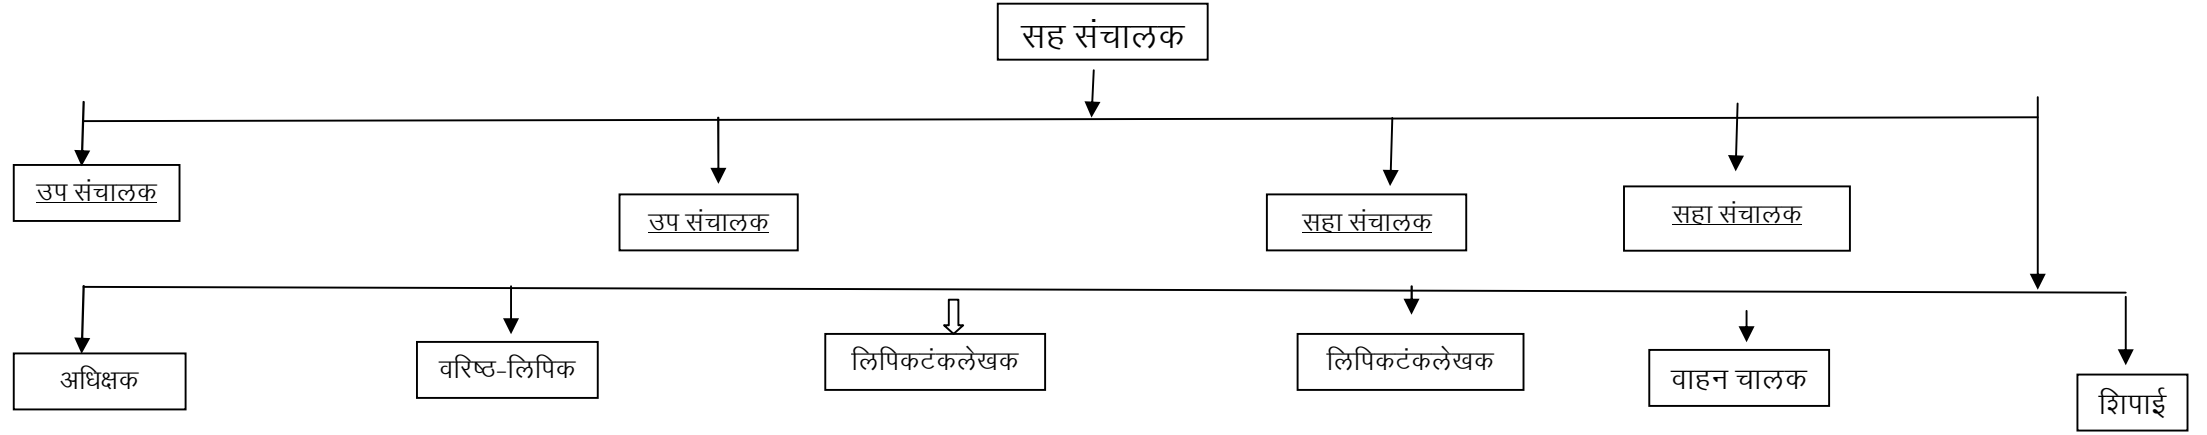 सह संचालक
उप संचालक
उप संचालक
सहा संचालक
सहा संचालक
अधिक्षक
वरिष्ठ-लिपिक
लिपिकटंकलेखक
लिपिकटंकलेखक
वाहन चालक
शिपाई